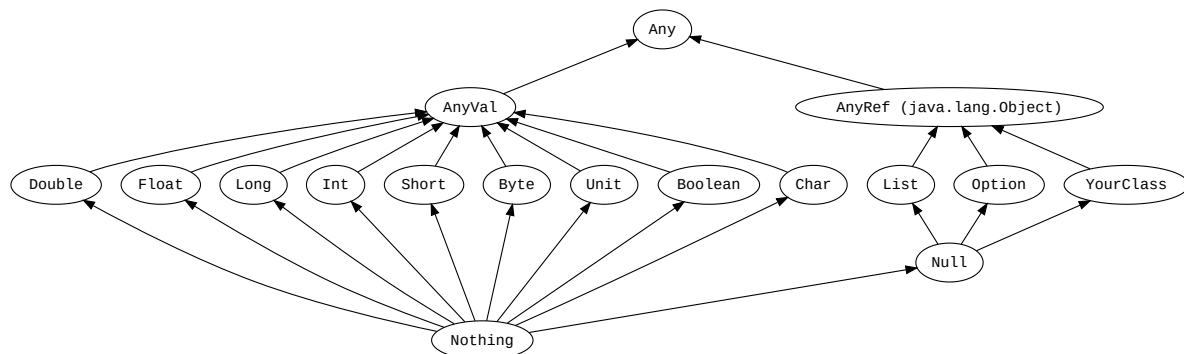 Any
AnyVal
AnyRef (java.lang.Object)
Double
Float
Long
Int
Short
Byte
Unit
Boolean
Char
List
Option
YourClass
Null
Nothing